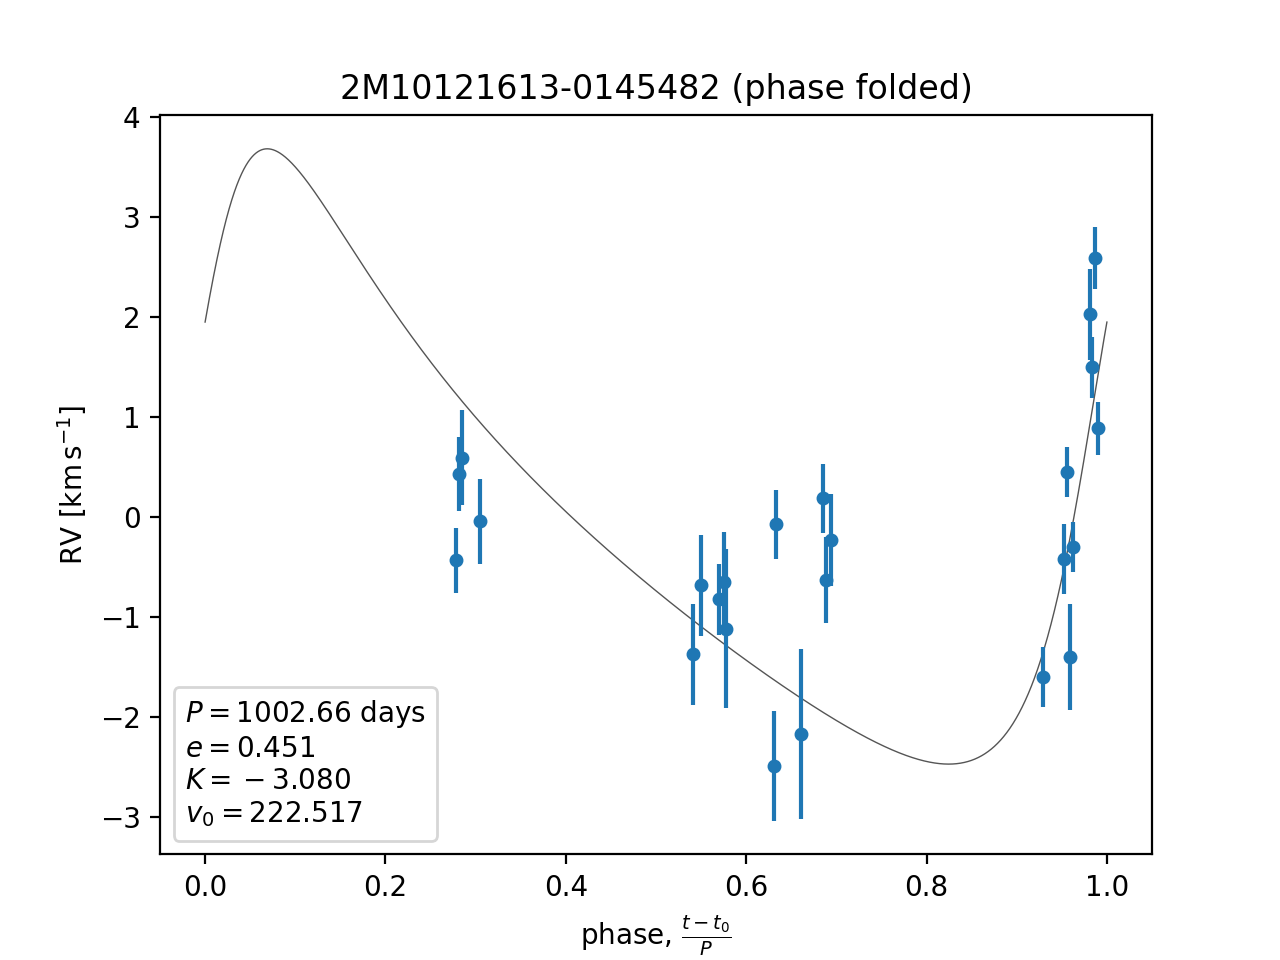 2M10121613-0145482 (phase folded)
4
3
2
1
0
−1
−2
−3
RV [km s⁻¹]
P = 1002.66 days
e = 0.451
K = −3.080
v₀ = 222.517
0.0 0.2 0.4 0.6 0.8 1.0
phase, (t − t₀)/P